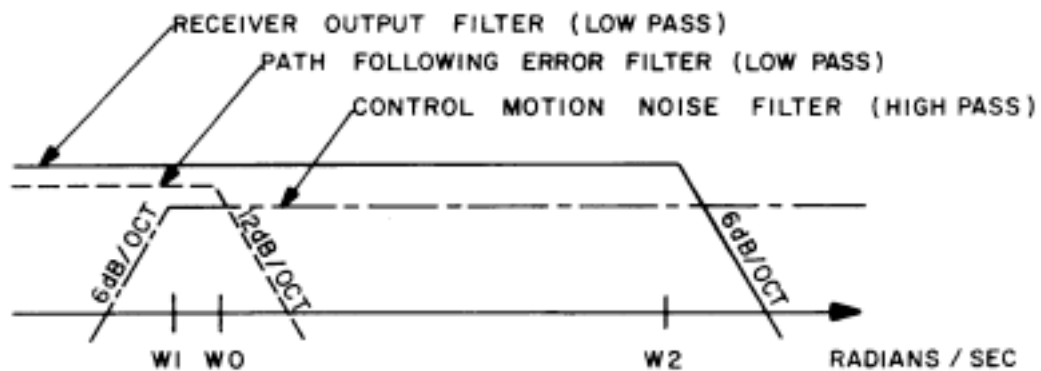 RECEIVER OUTPUT FILTER (LOW PASS)
PATH FOLLOWING ERROR FILTER (LOW PASS)
CONTROL MOTION NOISE FILTER (HIGH PASS)
6dB/OCT
12dB/OCT
6dB/OCT
W1 W0 W2 RADIANS / SEC